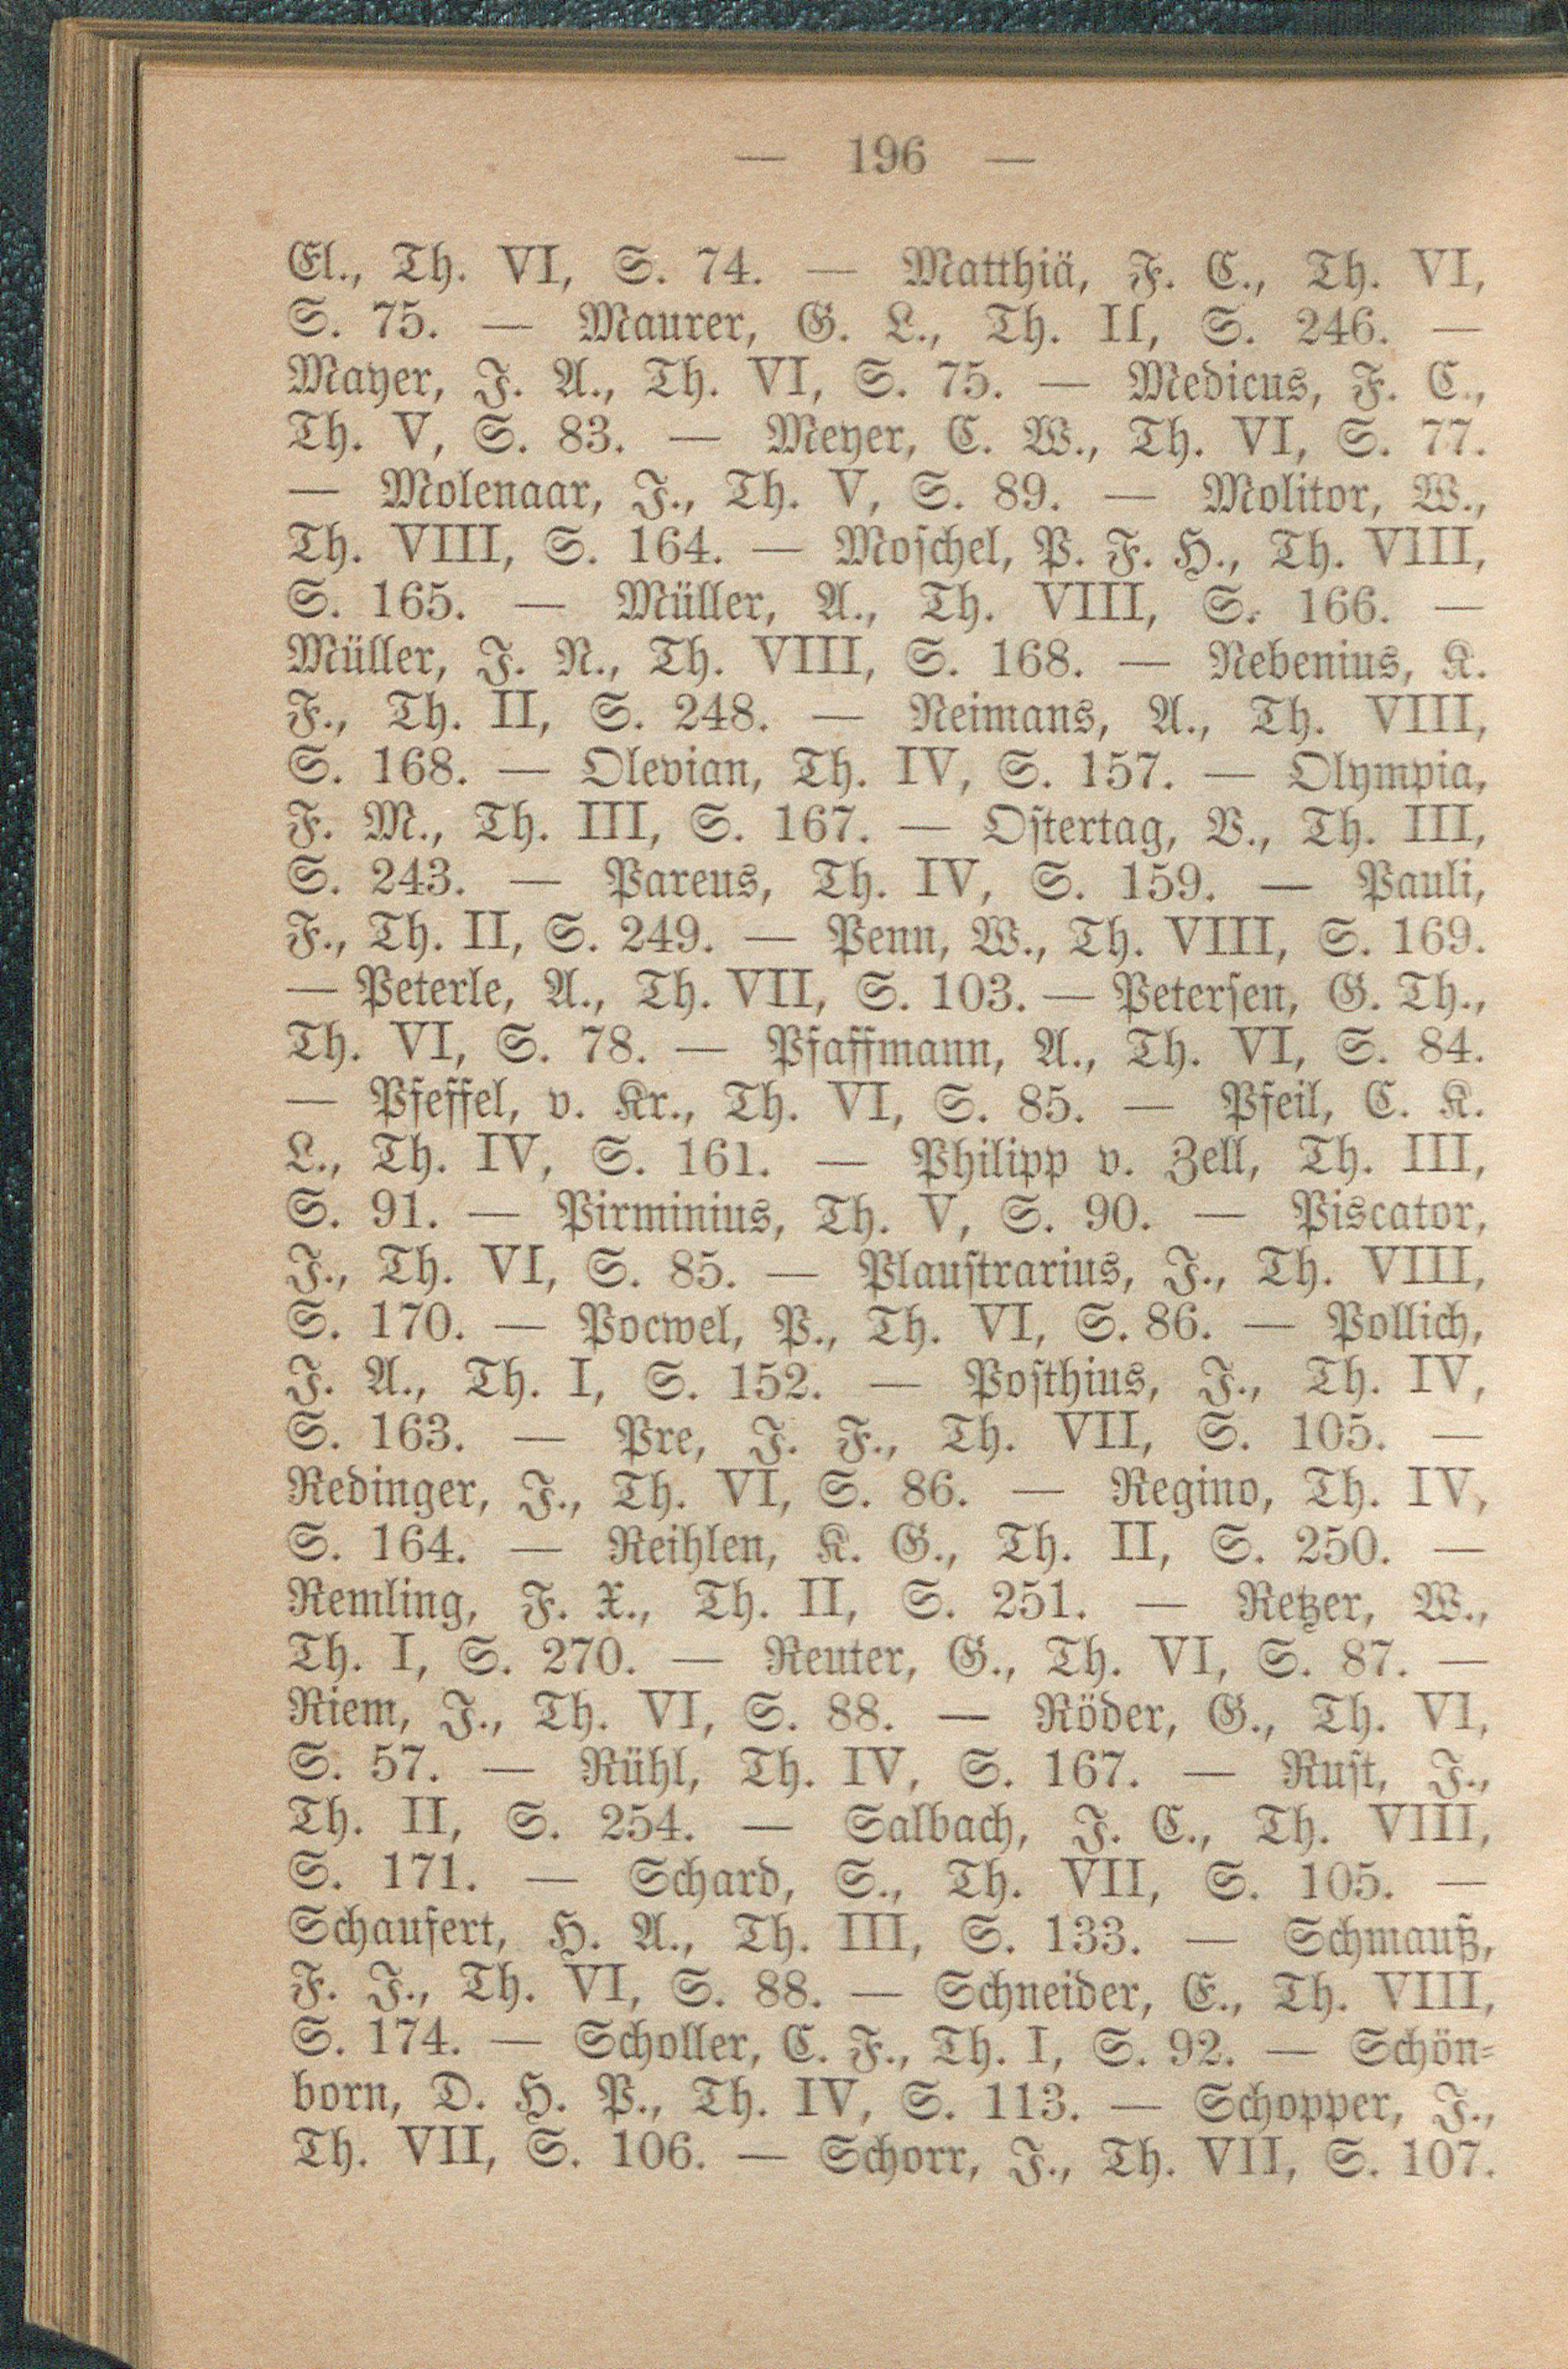 — 196 —
El., Th. VI, S. 74. — Matthiä, F. C., Th. VI,
S. 75. — Maurer, G. L., Th. II, S. 246. —
Mayer, J. A., Th. VI, S. 75. — Medicus, F. C.,
Th. V, S. 83. — Meyer, C. W., Th. VI, S. 77.
— Molenaar, J., Th. V, S. 89. — Molitor, W.,
Th. VIII, S. 164. — Moschel, P. F. H., Th. VIII,
S. 165. — Müller, A., Th. VIII, S. 166. —
Müller, J. N., Th. VIII, S. 168. — Nebenius, K.
F., Th. II, S. 248. — Neimans, A., Th. VIII,
S. 168. — Olevian, Th. IV, S. 157. — Olympia,
F. M., Th. III, S. 167. — Ostertag, V., Th. III,
S. 243. — Pareus, Th. IV, S. 159. — Pauli,
F., Th. II, S. 249. — Penn, W., Th. VIII, S. 169.
— Peterle, A., Th. VII, S. 103. — Petersen, G. Th.,
Th. VI, S. 78. — Pfaffmann, A., Th. VI, S. 84.
— Pfeffel, v. Kr., Th. VI, S. 85. — Pfeil, C. K.
L., Th. IV, S. 161. — Philipp v. Zell, Th. III,
S. 91. — Pirminius, Th. V, S. 90. — Piscator,
J., Th. VI, S. 85. — Plaustrarius, J., Th. VIII,
S. 170. — Pocwel, P., Th. VI, S. 86. — Pollich,
J. A., Th. I, S. 152. — Posthius, J., Th. IV,
S. 163. — Pre, J. F., Th. VII, S. 105. —
Redinger, J., Th. VI, S. 86. — Regino, Th. IV,
S. 164. — Reihlen, K. G., Th. II, S. 250. —
Remling, F. X., Th. II, S. 251. — Retzer, W.,
Th. I, S. 270. — Reuter, G., Th. VI, S. 87. —
Riem, J., Th. VI, S. 88. — Röder, G., Th. VI,
S. 57. — Rühl, Th. IV, S. 167. — Rust, J.,
Th. II, S. 254. — Salbach, J. C., Th. VIII,
S. 171. — Schard, S., Th. VII, S. 105. —
Schaufert, H. A., Th. III, S. 133. — Schmauß,
F. J., Th. VI, S. 88. — Schneider, E., Th. VIII,
S. 174. — Scholler, C. F., Th. I, S. 92. — Schön-
born, D. H. P., Th. IV, S. 113. — Schopper, J.,
Th. VII, S. 106. — Schorr, J., Th. VII, S. 107.